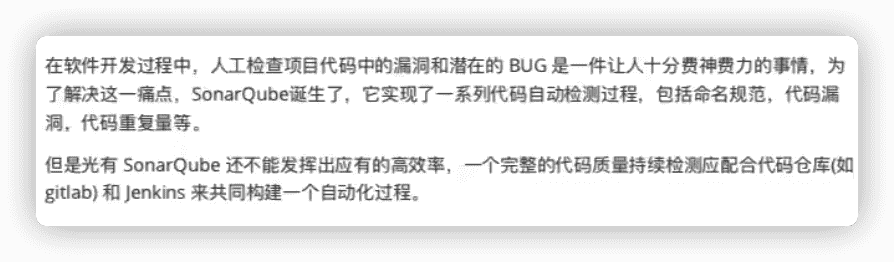 在软件开发过程中，人工检查项目代码中的漏洞和潜在的 BUG 是一件让人十分费神费力的事情，为
了解决这一痛点，SonarQube诞生了，它实现了一系列代码自动检测过程，包括命名规范，代码漏
洞，代码重复量等。
但是光有 SonarQube 还不能发挥出应有的高效率，一个完整的代码质量持续检测应配合代码仓库(如
gitlab) 和 Jenkins 来共同构建一个自动化过程。